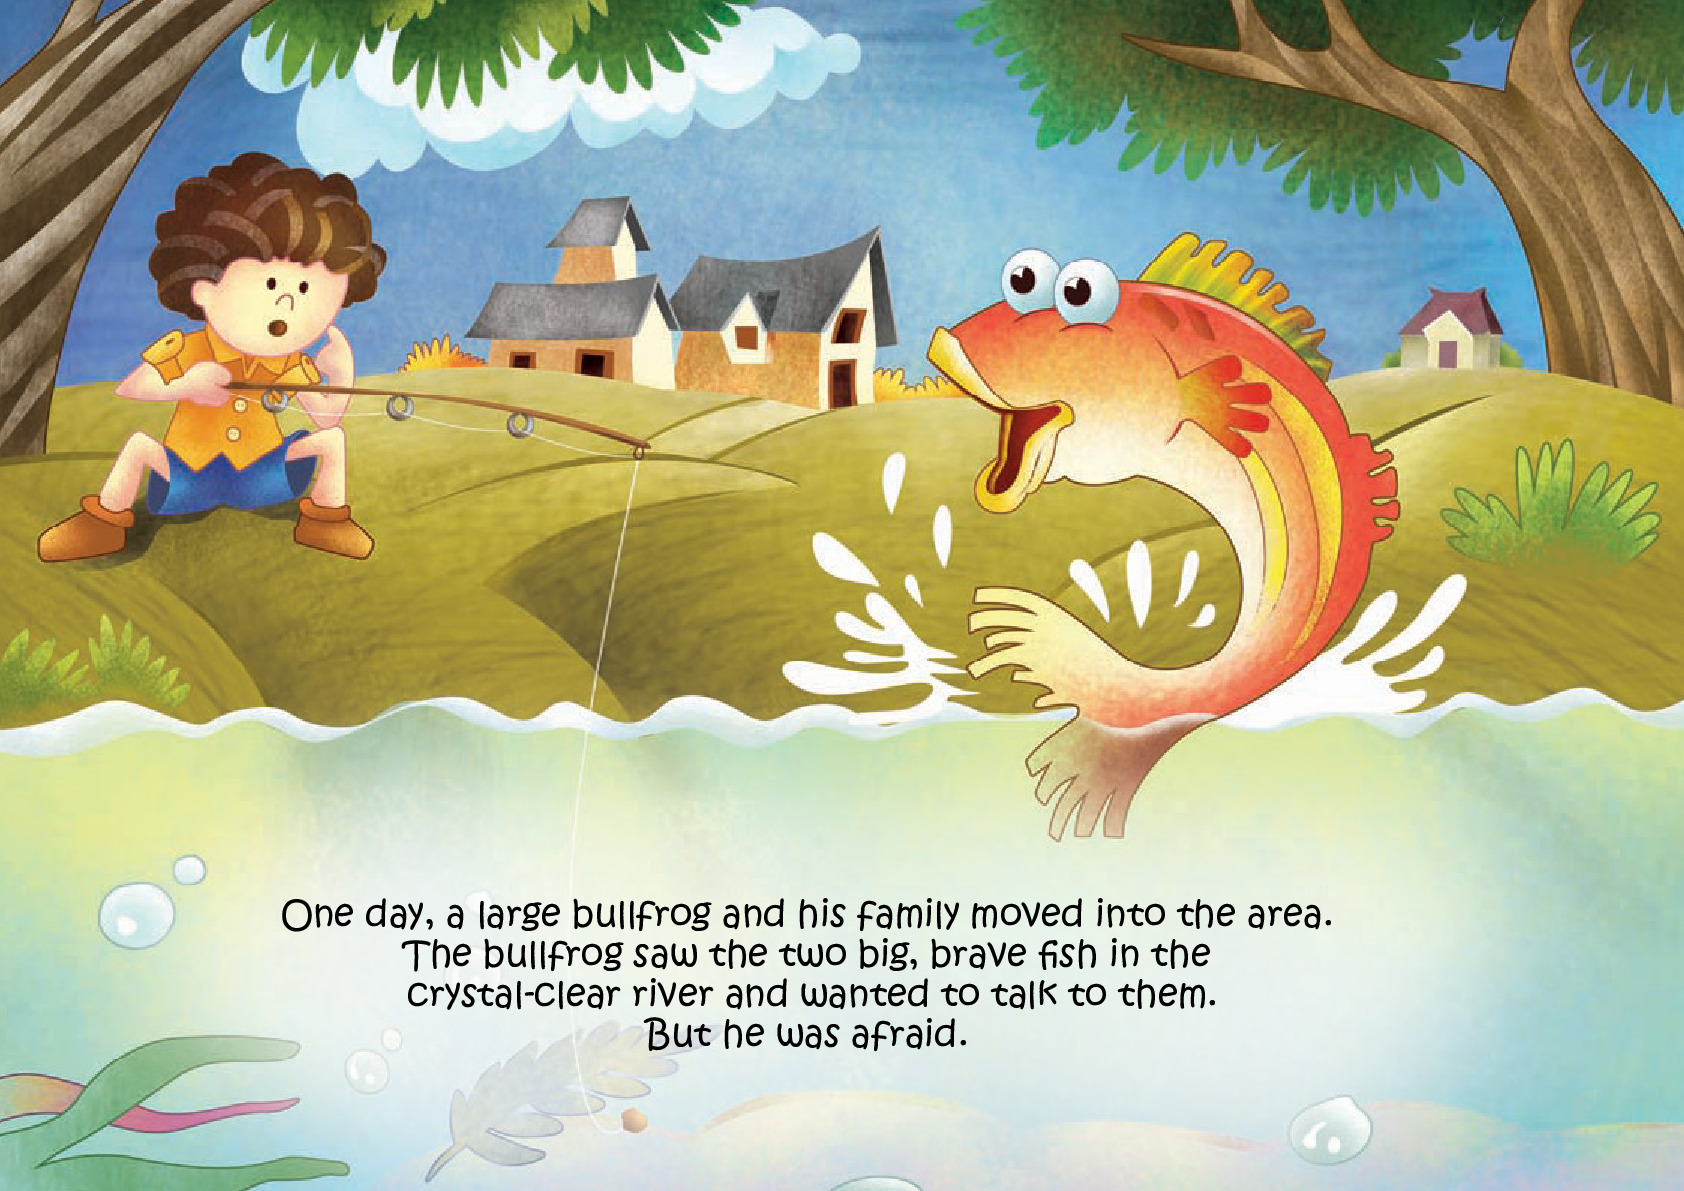 One day, a large bullfrog and his family moved into the area.
The bullfrog saw the two big, brave fish in the
crystal-clear river and wanted to talk to them.
But he was afraid.